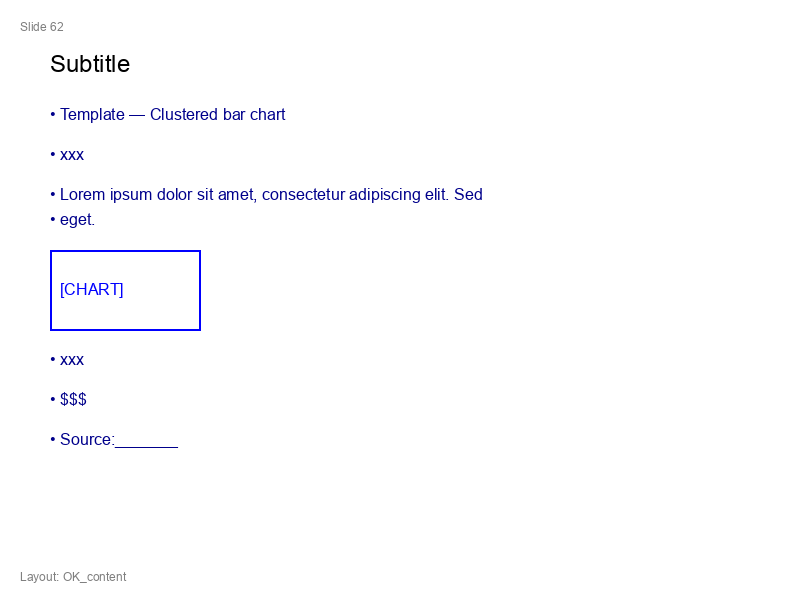 Slide 62
Subtitle
• Template — Clustered bar chart
• xxx
• Lorem ipsum dolor sit amet, consectetur adipiscing elit. Sed
• eget.
[CHART]
• xxx
• $$$
• Source:_______
Layout: OK_content